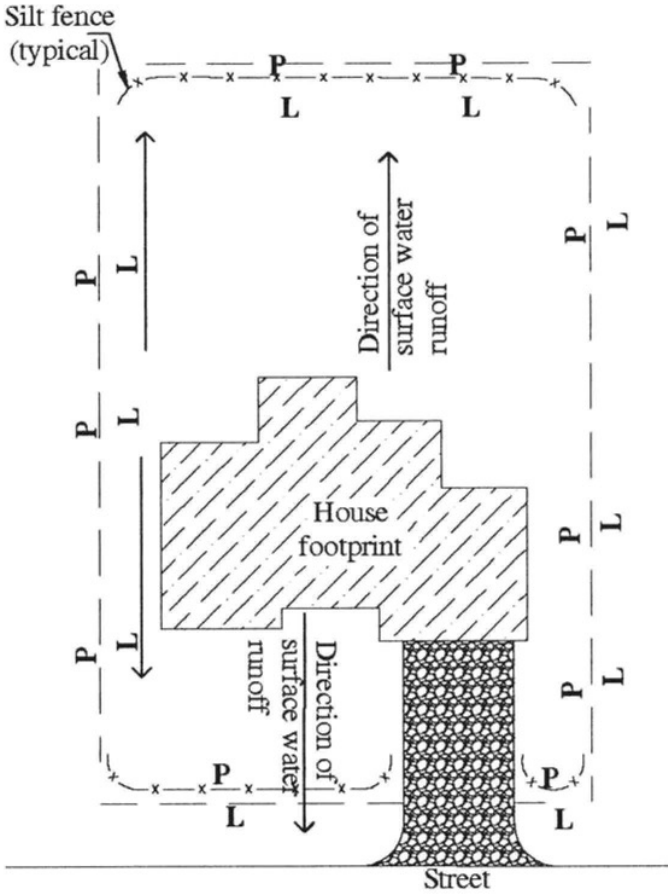 Silt fence
(typical)
P
P
L
L
P
L
P
L
Direction of
surface water
runoff
P
L
P
L
House
footprint
P
L
P
L
Direction of
surface water
runoff
P
L
P
L
P
L
Street